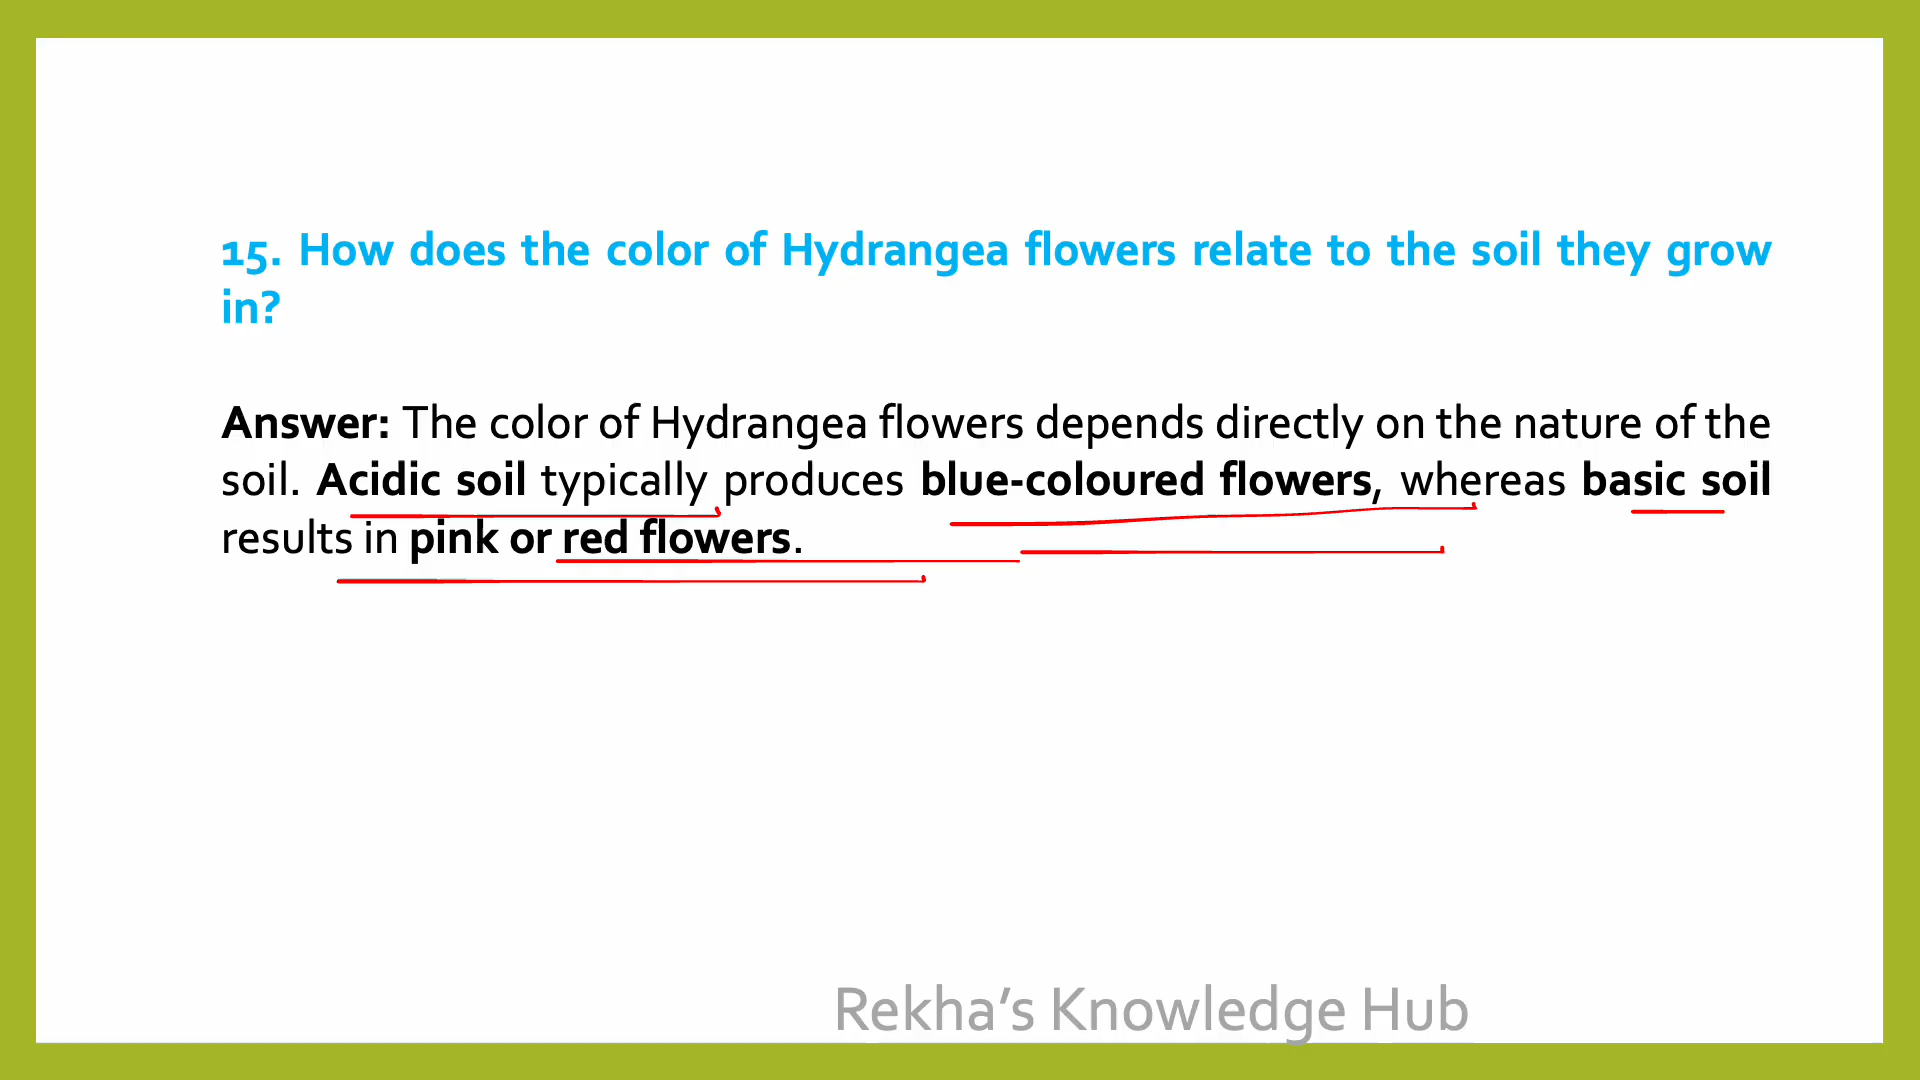 15. How does the color of Hydrangea flowers relate to the soil they grow
in?
Answer: The color of Hydrangea flowers depends directly on the nature of the
soil. Acidic soil typically produces blue-coloured flowers, whereas basic soil
results in pink or red flowers.
Rekha’s Knowledge Hub